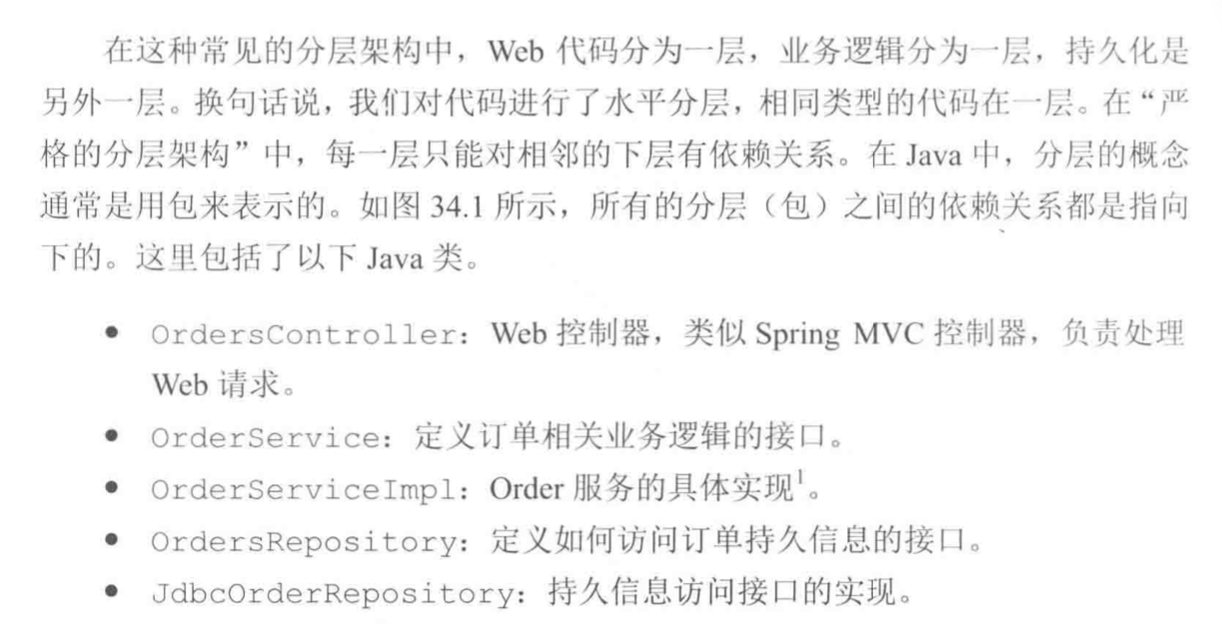 在这种常见的分层架构中，Web 代码分为一层，业务逻辑分为一层，持久化是
另外一层。换句话说，我们对代码进行了水平分层，相同类型的代码在一层。在“严
格的分层架构”中，每一层只能对相邻的下层有依赖关系。在 Java 中，分层的概念
通常是用包来表示的。如图 34.1 所示，所有的分层（包）之间的依赖关系都是指向
下的。这里包括了以下 Java 类。
● OrdersController：Web 控制器，类似 Spring MVC 控制器，负责处理
Web 请求。
● OrderService：定义订单相关业务逻辑的接口。
● OrderServiceImpl：Order 服务的具体实现¹。
● OrdersRepository：定义如何访问订单持久信息的接口。
● JdbcOrderRepository：持久信息访问接口的实现。